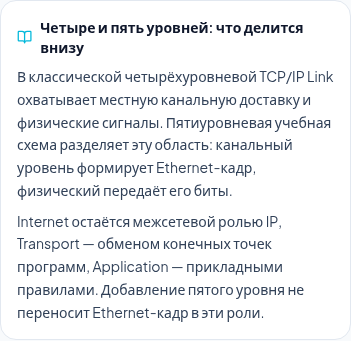 Четыре и пять уровней: что делится
внизу
В классической четырёхуровневой TCP/IP Link
охватывает местную канальную доставку и
физические сигналы. Пятиуровневая учебная
схема разделяет эту область: канальный
уровень формирует Ethernet-кадр,
физический передаёт его биты.
Internet остаётся межсетевой ролью IP,
Transport — обменом конечных точек
программ, Application — прикладными
правилами. Добавление пятого уровня не
переносит Ethernet-кадр в эти роли.